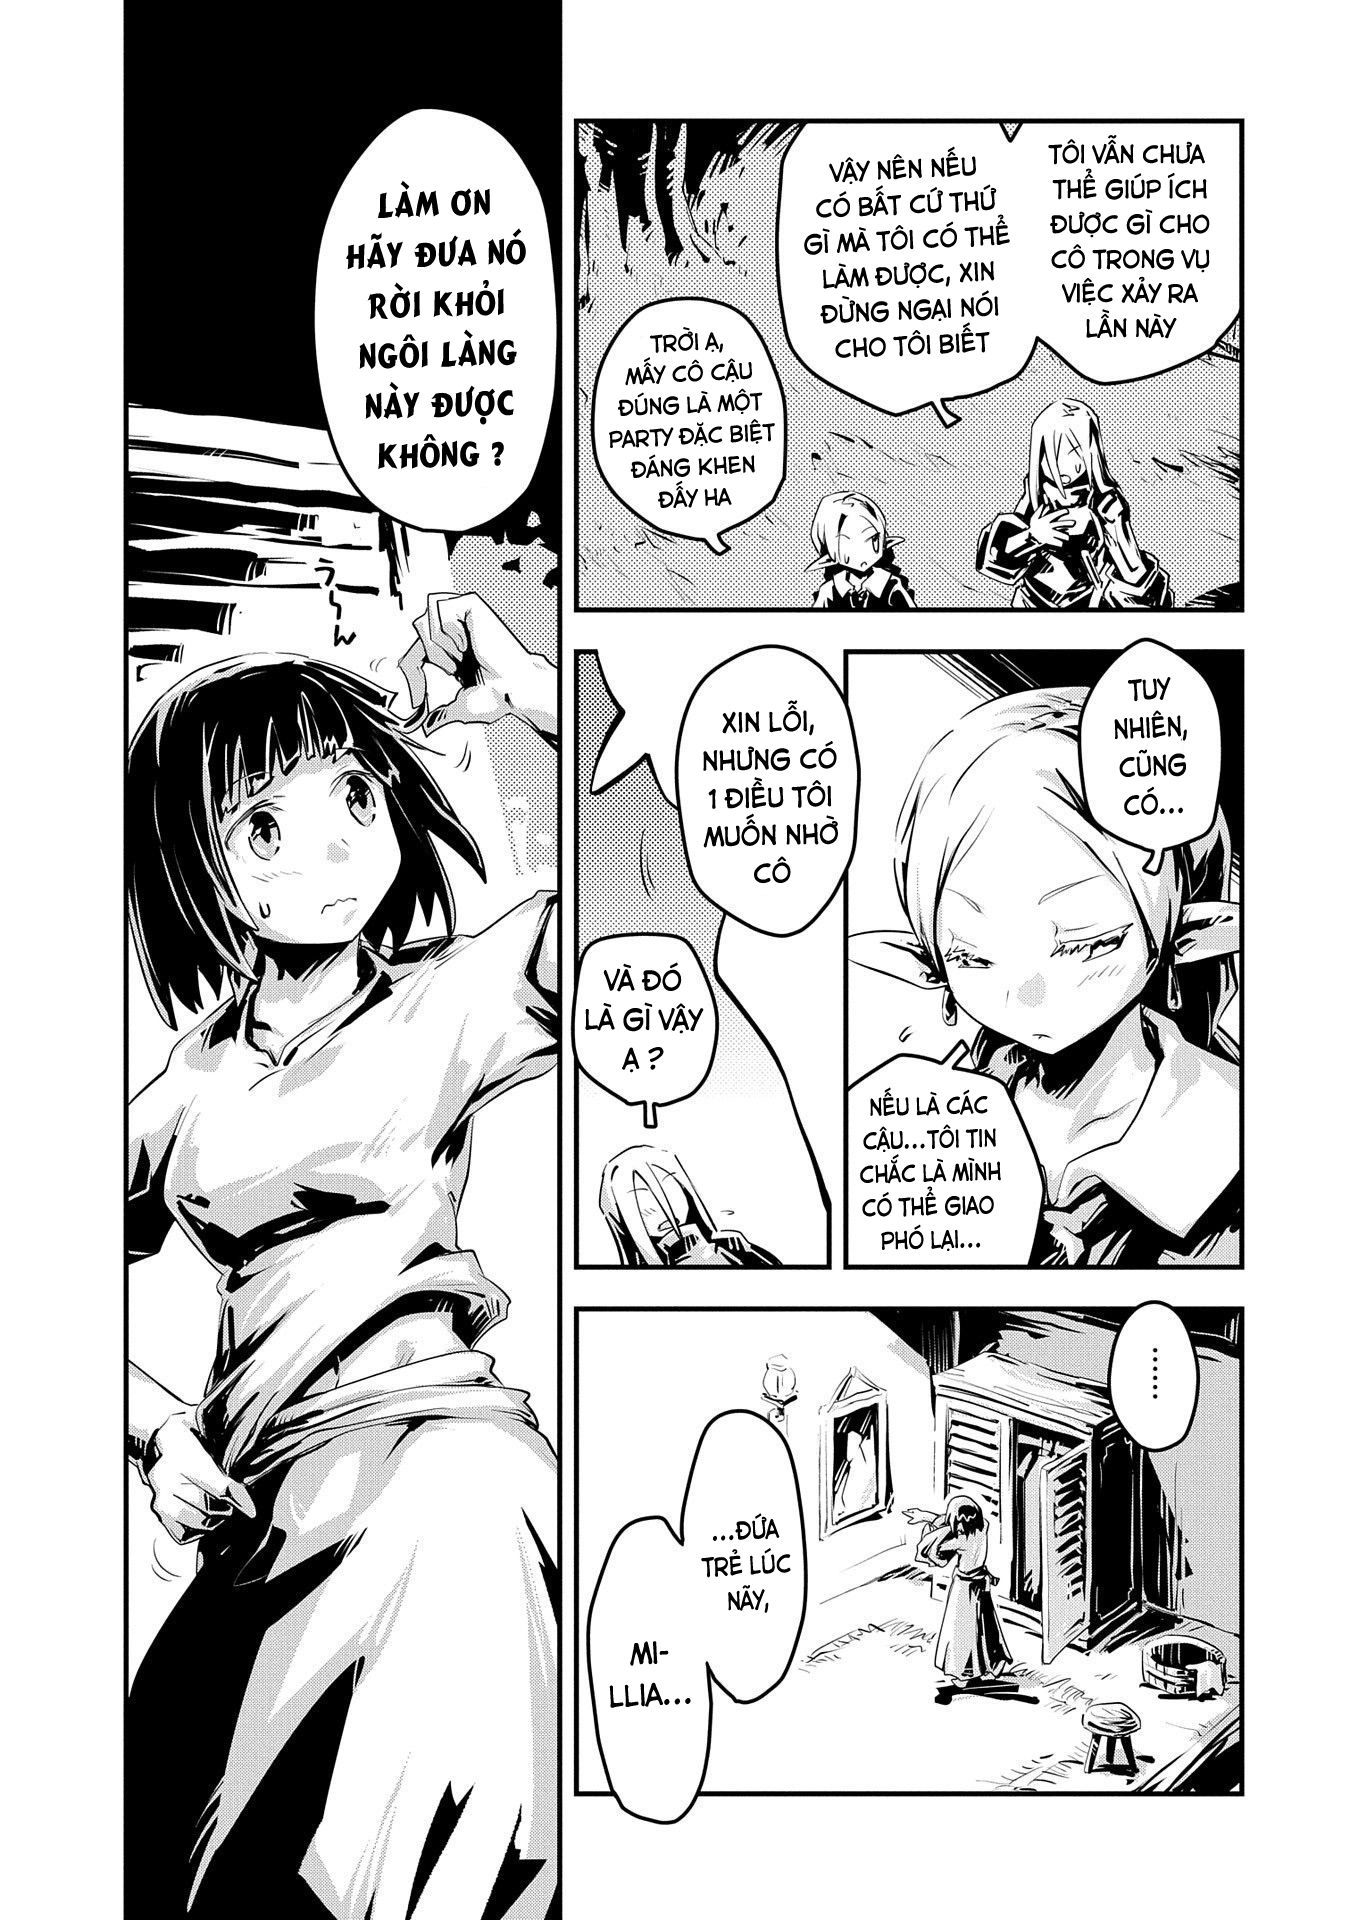 TÔI VẪN CHƯA
THỂ GIÚP ÍCH
ĐƯỢC GÌ CHO
CÔ TRONG VỤ
VIỆC XẢY RA
LẦN NÀY
VẬY NÊN NẾU
CÓ BẤT CỨ THỨ
GÌ MÀ TÔI CÓ THỂ
LÀM ĐƯỢC, XIN
ĐỪNG NGẠI NÓI
CHO TÔI BIẾT
TRỜI Ạ,
MẤY CÔ CẬU
ĐÚNG LÀ MỘT
PARTY ĐẶC BIỆT
ĐÁNG KHEN
ĐẤY HA
TUY
NHIÊN,
CŨNG
CÓ...
NẾU LÀ CÁC
CẬU...TÔI TIN
CHẮC LÀ MÌNH
CÓ THỂ GIAO
PHÓ LẠI...
XIN LỖI,
NHƯNG CÓ
1 ĐIỀU TÔI
MUỐN NHỜ
CÔ
VÀ ĐÓ
LÀ GÌ VẬY
Ạ ?
......
...ĐỨA
TRẺ LÚC
NÃY,
MI-
LLIA...
LÀM ƠN
HÃY ĐƯA NÓ
RỜI KHỎI
NGÔI LÀNG
NÀY ĐƯỢC
KHÔNG ?
う〜ん